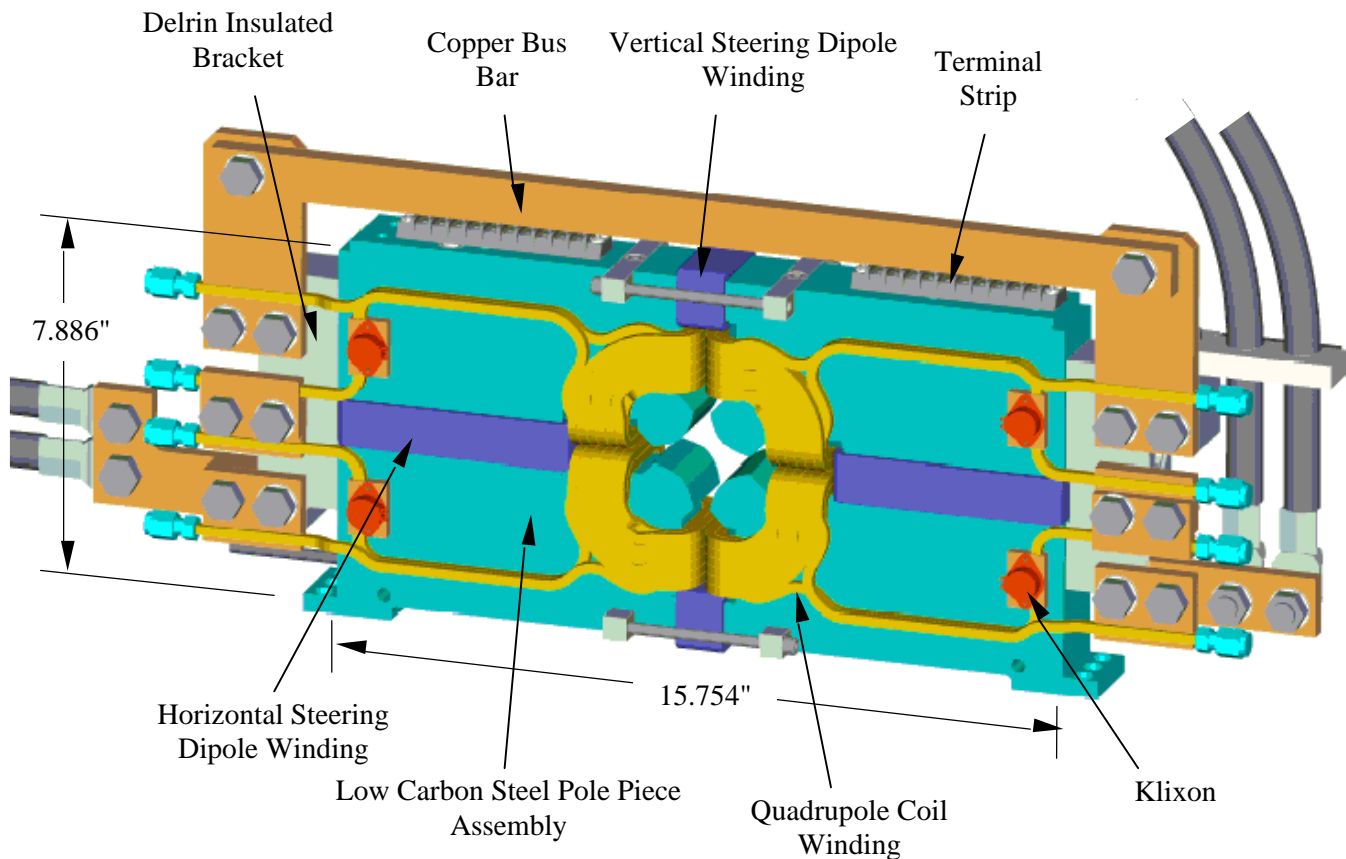 Delrin Insulated
Bracket
Copper Bus
Bar
Vertical Steering Dipole
Winding
Terminal
Strip
7.886"
15.754"
Horizontal Steering
Dipole Winding
Low Carbon Steel Pole Piece
Assembly
Quadrupole Coil
Winding
Klixon